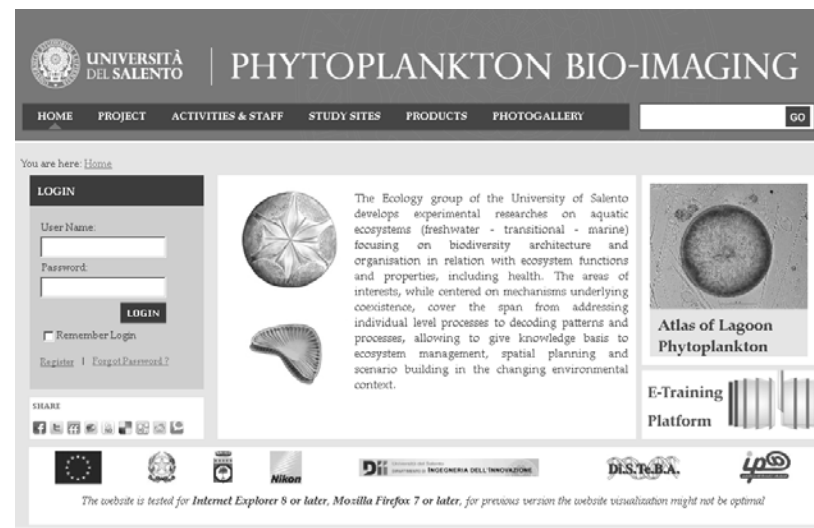 UNIVERSITÀ
DEL SALENTO
PHYTOPLANKTON BIO-IMAGING
HOME PROJECT ACTIVITIES & STAFF STUDY SITES PRODUCTS PHOTOGALLERY
GO
You are here: Home
LOGIN
User Name:
Password:
LOGIN
Remember Login
Register | Forgot Password ?
SHARE
The Ecology group of the University of Salento
develops experimental researches on aquatic
ecosystems (freshwater - transitional - marine)
focusing on biodiversity architecture and
organisation in relation with ecosystem functions
and properties, including health. The areas of
interests, while centered on mechanisms underlying
coexistence, cover the span from addressing
individual level processes to decoding patterns and
processes, allowing to give knowledge basis to
ecosystem management, spatial planning and
scenario building in the changing environmental
context.
Atlas of Lagoon
Phytoplankton
E-Training
Platform
Nikon
Dii
INGEGNERIA DELL'INNOVAZIONE
Di.S.Te.B.A.
The website is tested for Internet Explorer 8 or later, Mozilla Firefox 7 or later, for previous version the website visualization might not be optimal